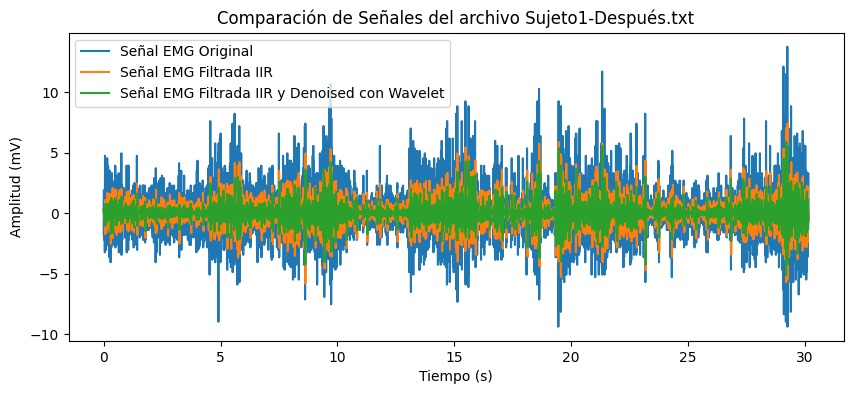 Comparación de Señales del archivo Sujeto1-Después.txt
Señal EMG Original
Señal EMG Filtrada IIR
Señal EMG Filtrada IIR y Denoised con Wavelet
Amplitud (mV)
10
5
0
−5
−10
0 5 10 15 20 25 30
Tiempo (s)